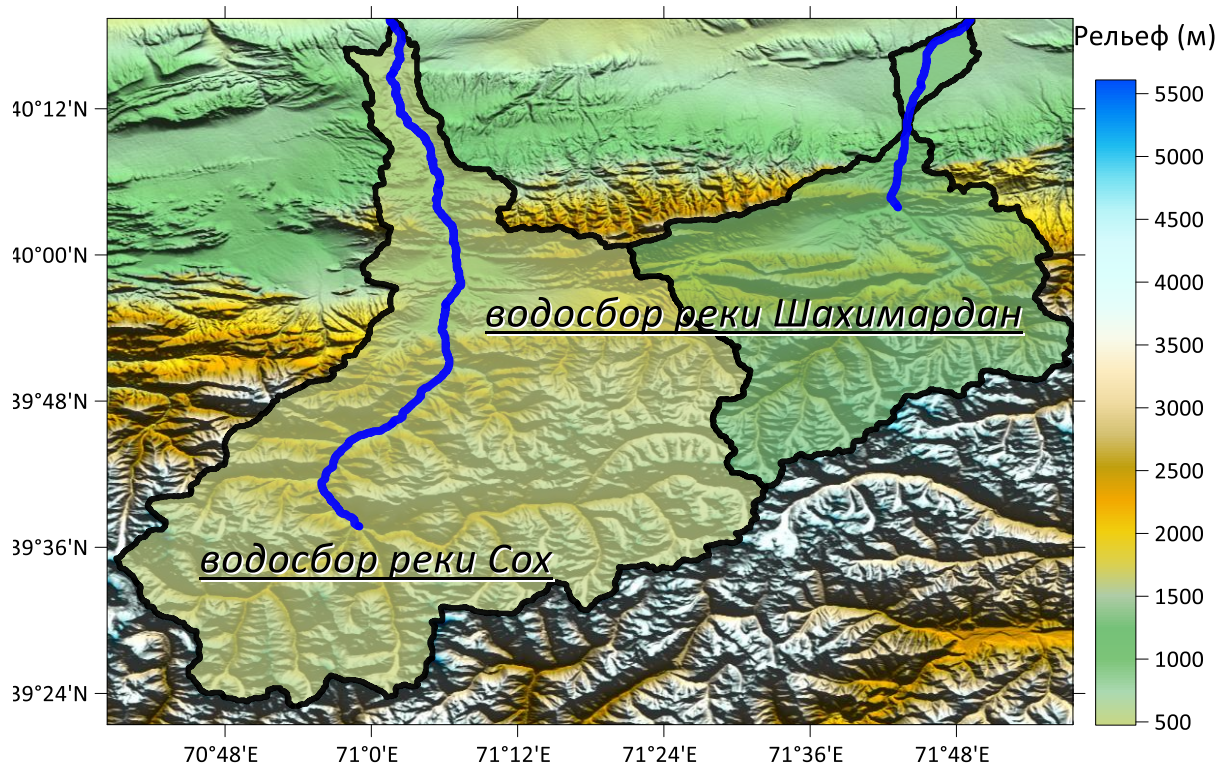 Рельеф (м)
5500
5000
4500
4000
3500
3000
2500
2000
1500
1000
500
40°12'N
40°00'N
39°48'N
39°36'N
39°24'N
водосбор реки Шахимардан
водосбор реки Сох
70°48'E
71°0'E
71°12'E
71°24'E
71°36'E
71°48'E